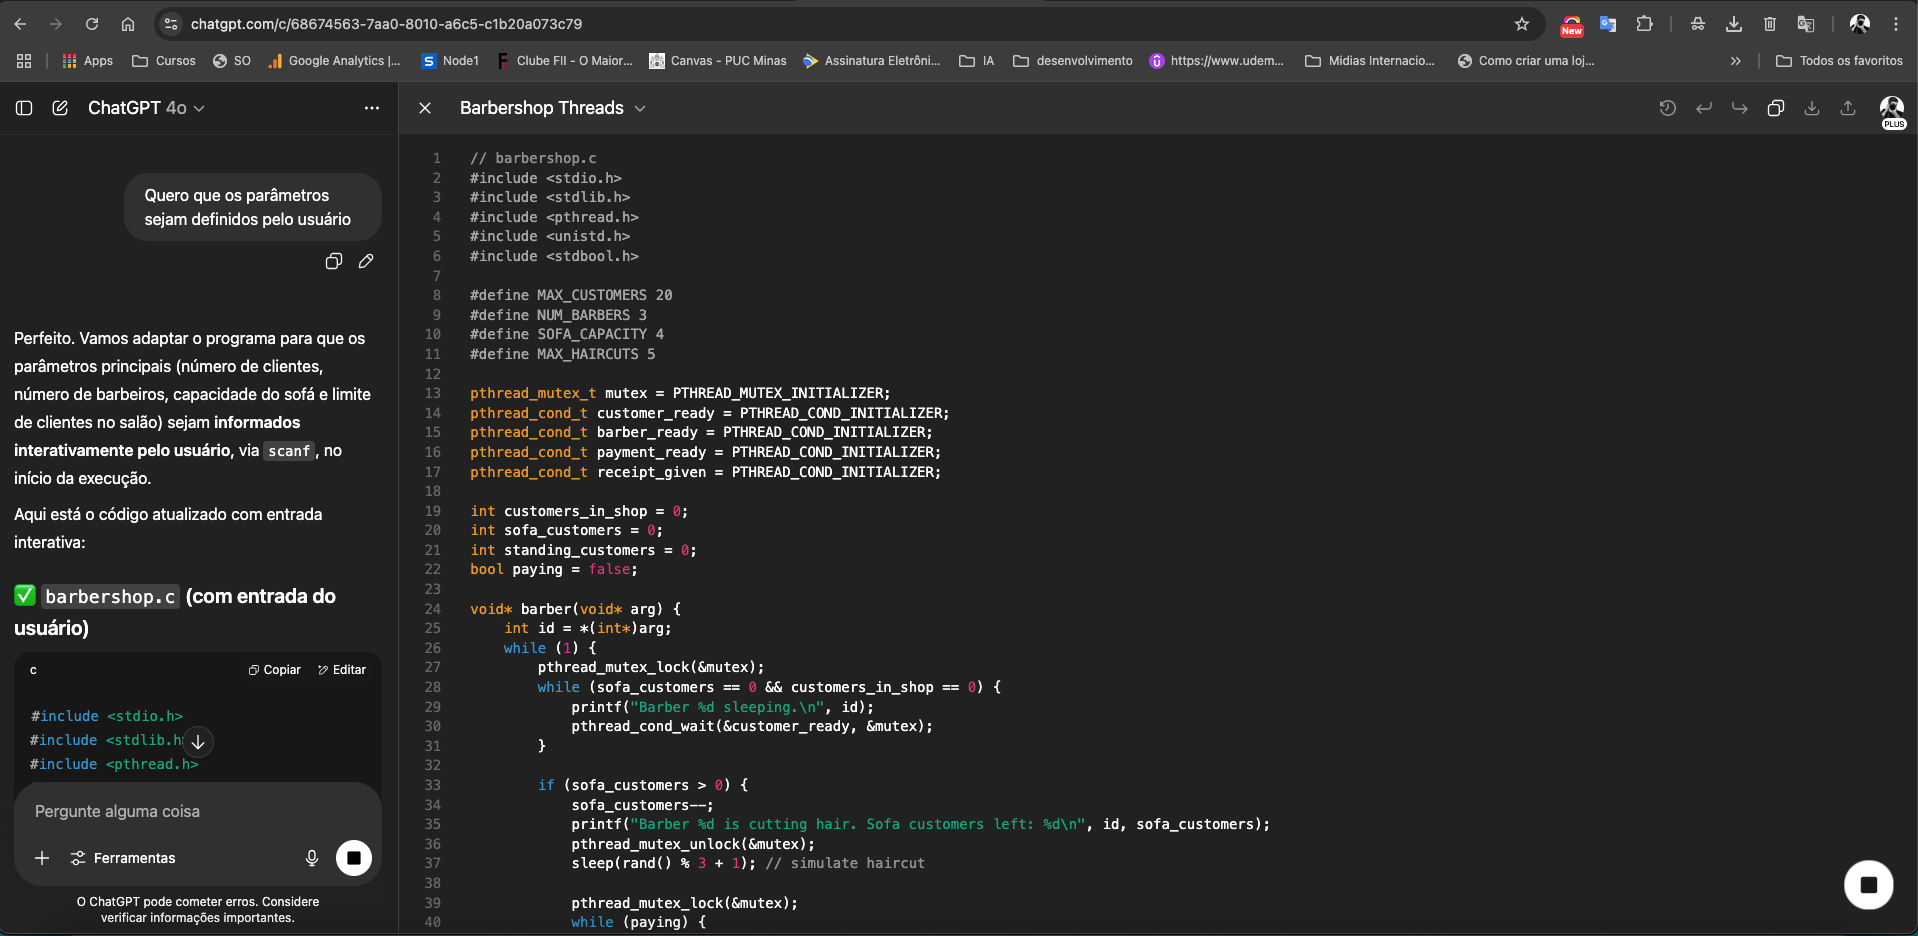 chatgpt.com/c/68674563-7aa0-8010-a6c5-c1b20a073c79
New
Apps
Cursos
SO
Google Analytics |...
S
Node1
F
Clube FII - O Maior...
Canvas - PUC Minas
Assinatura Eletrôni...
IA
desenvolvimento
https://www.udem...
Midias Internacio...
Como criar uma loj...
»
Todos os favoritos
ChatGPT 4o
Quero que os parâmetros
sejam definidos pelo usuário
Perfeito. Vamos adaptar o programa para que os
parâmetros principais (número de clientes,
número de barbeiros, capacidade do sofá e limite
de clientes no salão) sejam informados
interativamente pelo usuário, via scanf, no
início da execução.
Aqui está o código atualizado com entrada
interativa:
✅ barbershop.c (com entrada do
usuário)
c
Copiar
Editar
#include <stdio.h>
#include <stdlib.h
#include <pthread.h>
Pergunte alguma coisa
Ferramentas
O ChatGPT pode cometer erros. Considere
verificar informações importantes.
Barbershop Threads
PLUS
1 // barbershop.c
2 #include <stdio.h>
3 #include <stdlib.h>
4 #include <pthread.h>
5 #include <unistd.h>
6 #include <stdbool.h>
7
8 #define MAX_CUSTOMERS 20
9 #define NUM_BARBERS 3
10 #define SOFA_CAPACITY 4
11 #define MAX_HAIRCUTS 5
12
13 pthread_mutex_t mutex = PTHREAD_MUTEX_INITIALIZER;
14 pthread_cond_t customer_ready = PTHREAD_COND_INITIALIZER;
15 pthread_cond_t barber_ready = PTHREAD_COND_INITIALIZER;
16 pthread_cond_t payment_ready = PTHREAD_COND_INITIALIZER;
17 pthread_cond_t receipt_given = PTHREAD_COND_INITIALIZER;
18
19 int customers_in_shop = 0;
20 int sofa_customers = 0;
21 int standing_customers = 0;
22 bool paying = false;
23
24 void* barber(void* arg) {
25 int id = *(int*)arg;
26 while (1) {
27 pthread_mutex_lock(&mutex);
28 while (sofa_customers == 0 && customers_in_shop == 0) {
29 printf("Barber %d sleeping.\n", id);
30 pthread_cond_wait(&customer_ready, &mutex);
31 }
32
33 if (sofa_customers > 0) {
34 sofa_customers--;
35 printf("Barber %d is cutting hair. Sofa customers left: %d\n", id, sofa_customers);
36 pthread_mutex_unlock(&mutex);
37 sleep(rand() % 3 + 1); // simulate haircut
38
39 pthread_mutex_lock(&mutex);
40 while (paying) {